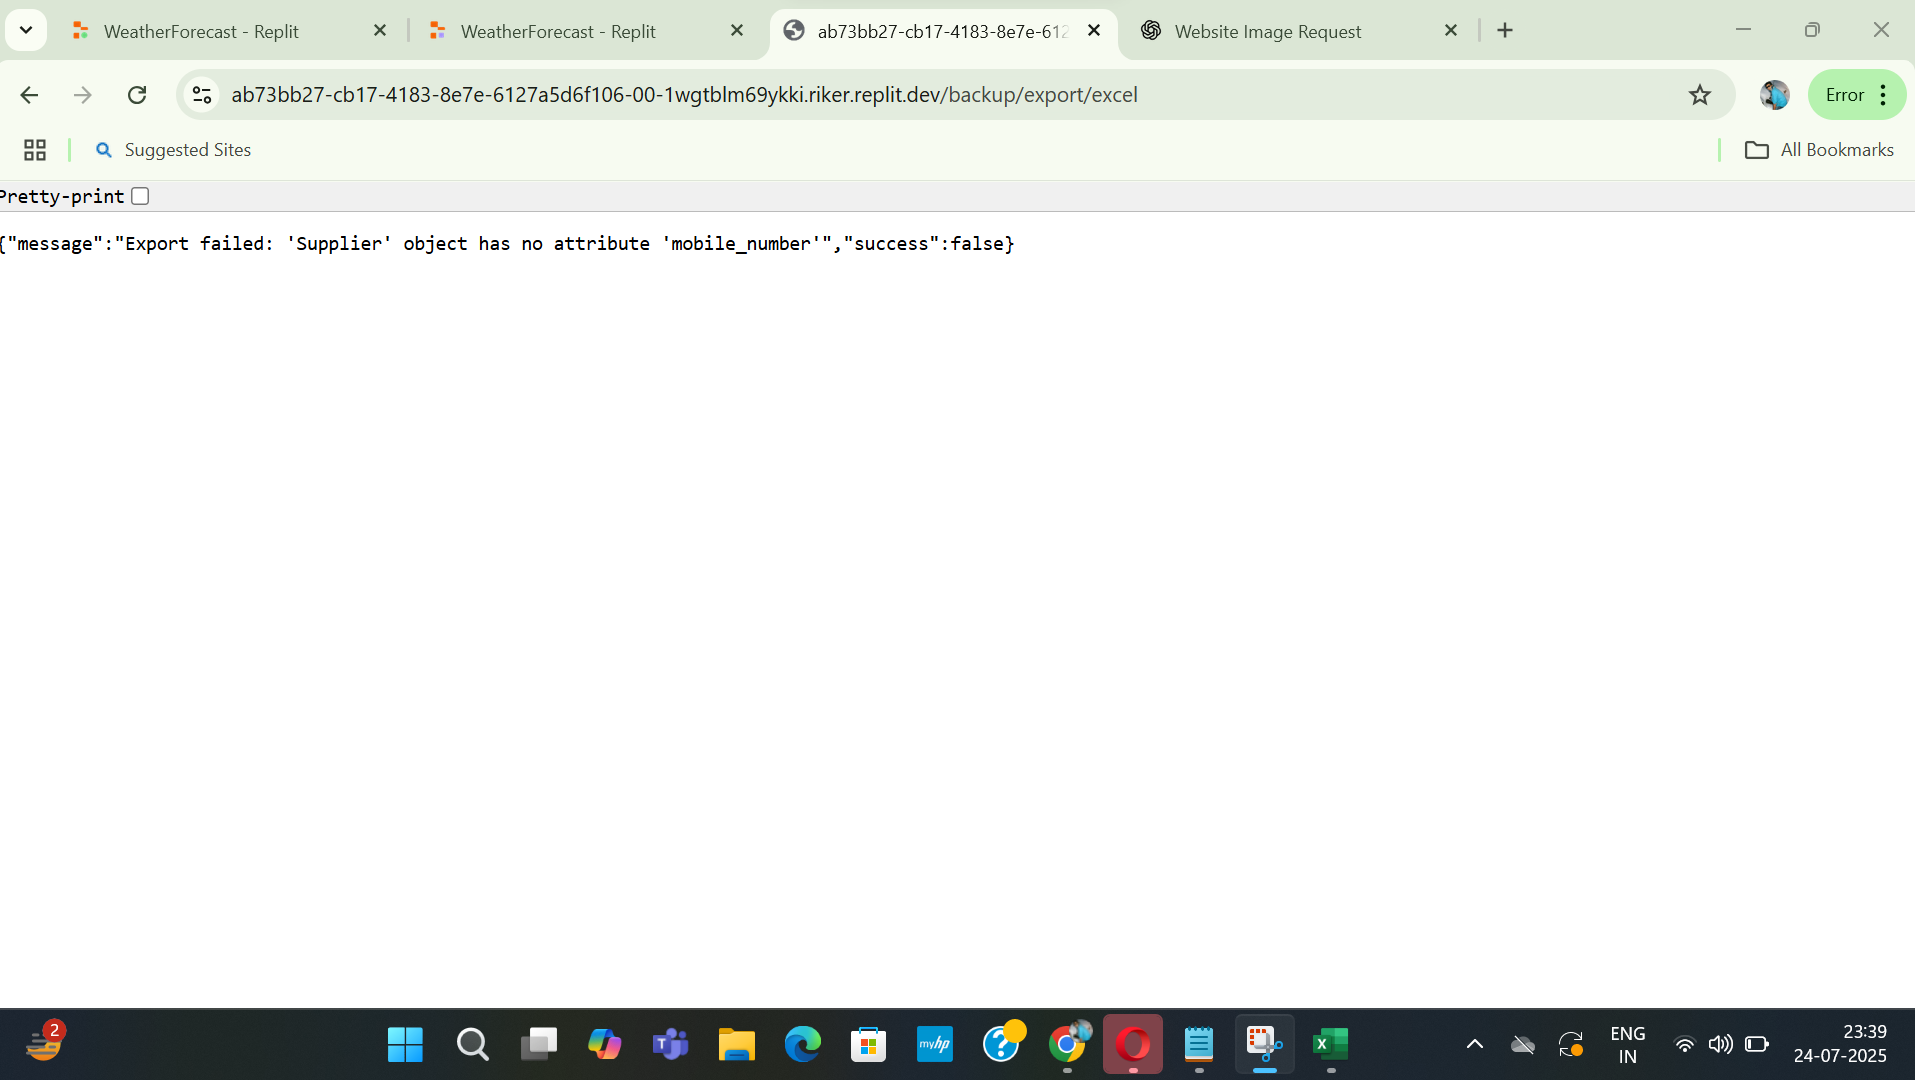 WeatherForecast - Replit
WeatherForecast - Replit
ab73bb27-cb17-4183-8e7e-612
Website Image Request
ab73bb27-cb17-4183-8e7e-6127a5d6f106-00-1wgtblm69ykki.riker.replit.dev/backup/export/excel
Error
Suggested Sites
All Bookmarks
Pretty-print
{"message":"Export failed: 'Supplier' object has no attribute 'mobile_number'","success":false}
2
T
myhp
?
X
ENG
IN
23:39
24-07-2025